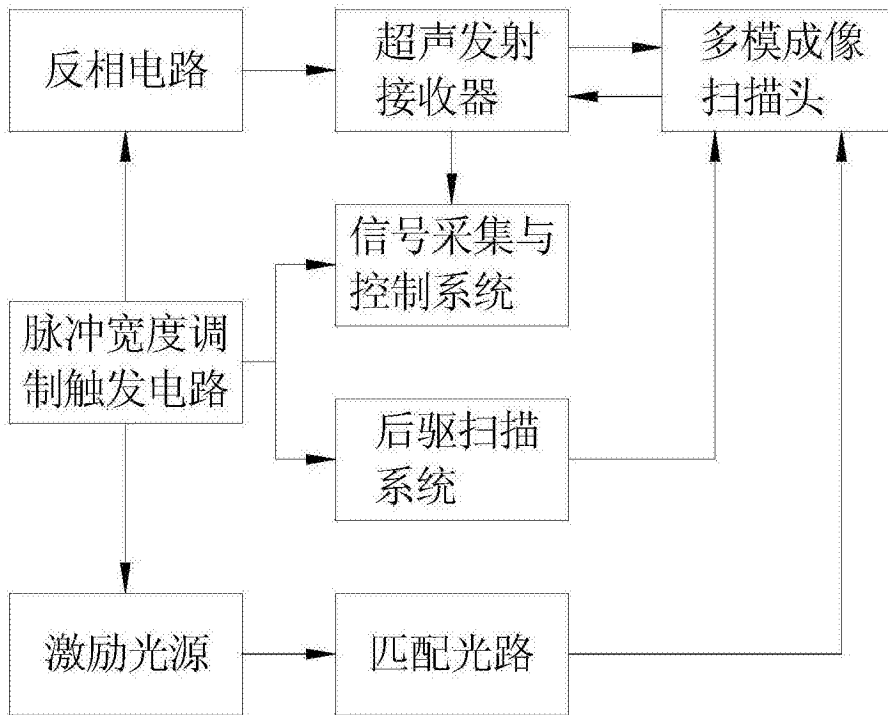 反相电路
超声发射
接收器
多模成像
扫描头
信号采集与
控制系统
脉冲宽度调
制触发电路
后驱扫描
系统
激励光源
匹配光路